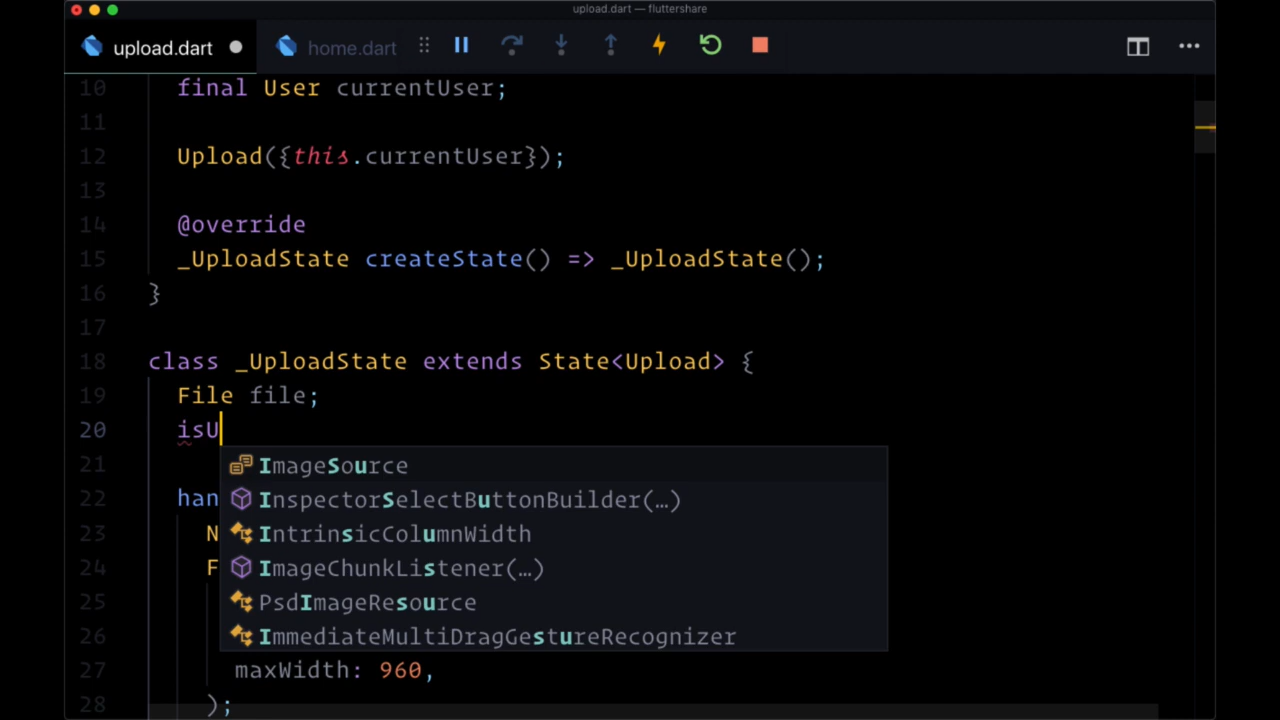 upload.dart — fluttershare
upload.dart home.dart
10 final User currentUser;
11
12 Upload({this.currentUser});
13
14 @override
15 _UploadState createState() => _UploadState();
16 }
17
18 class _UploadState extends State<Upload> {
19 File file;
20 isU
21 ImageSource
InspectorSelectButtonBuilder(…)
22 han
23 N IntrinsicColumnWidth
24 F ImageChunkListener(…)
25 PsdImageResource
26 ImmediateMultiDragGestureRecognizer
27 maxWidth: 960,
28 );